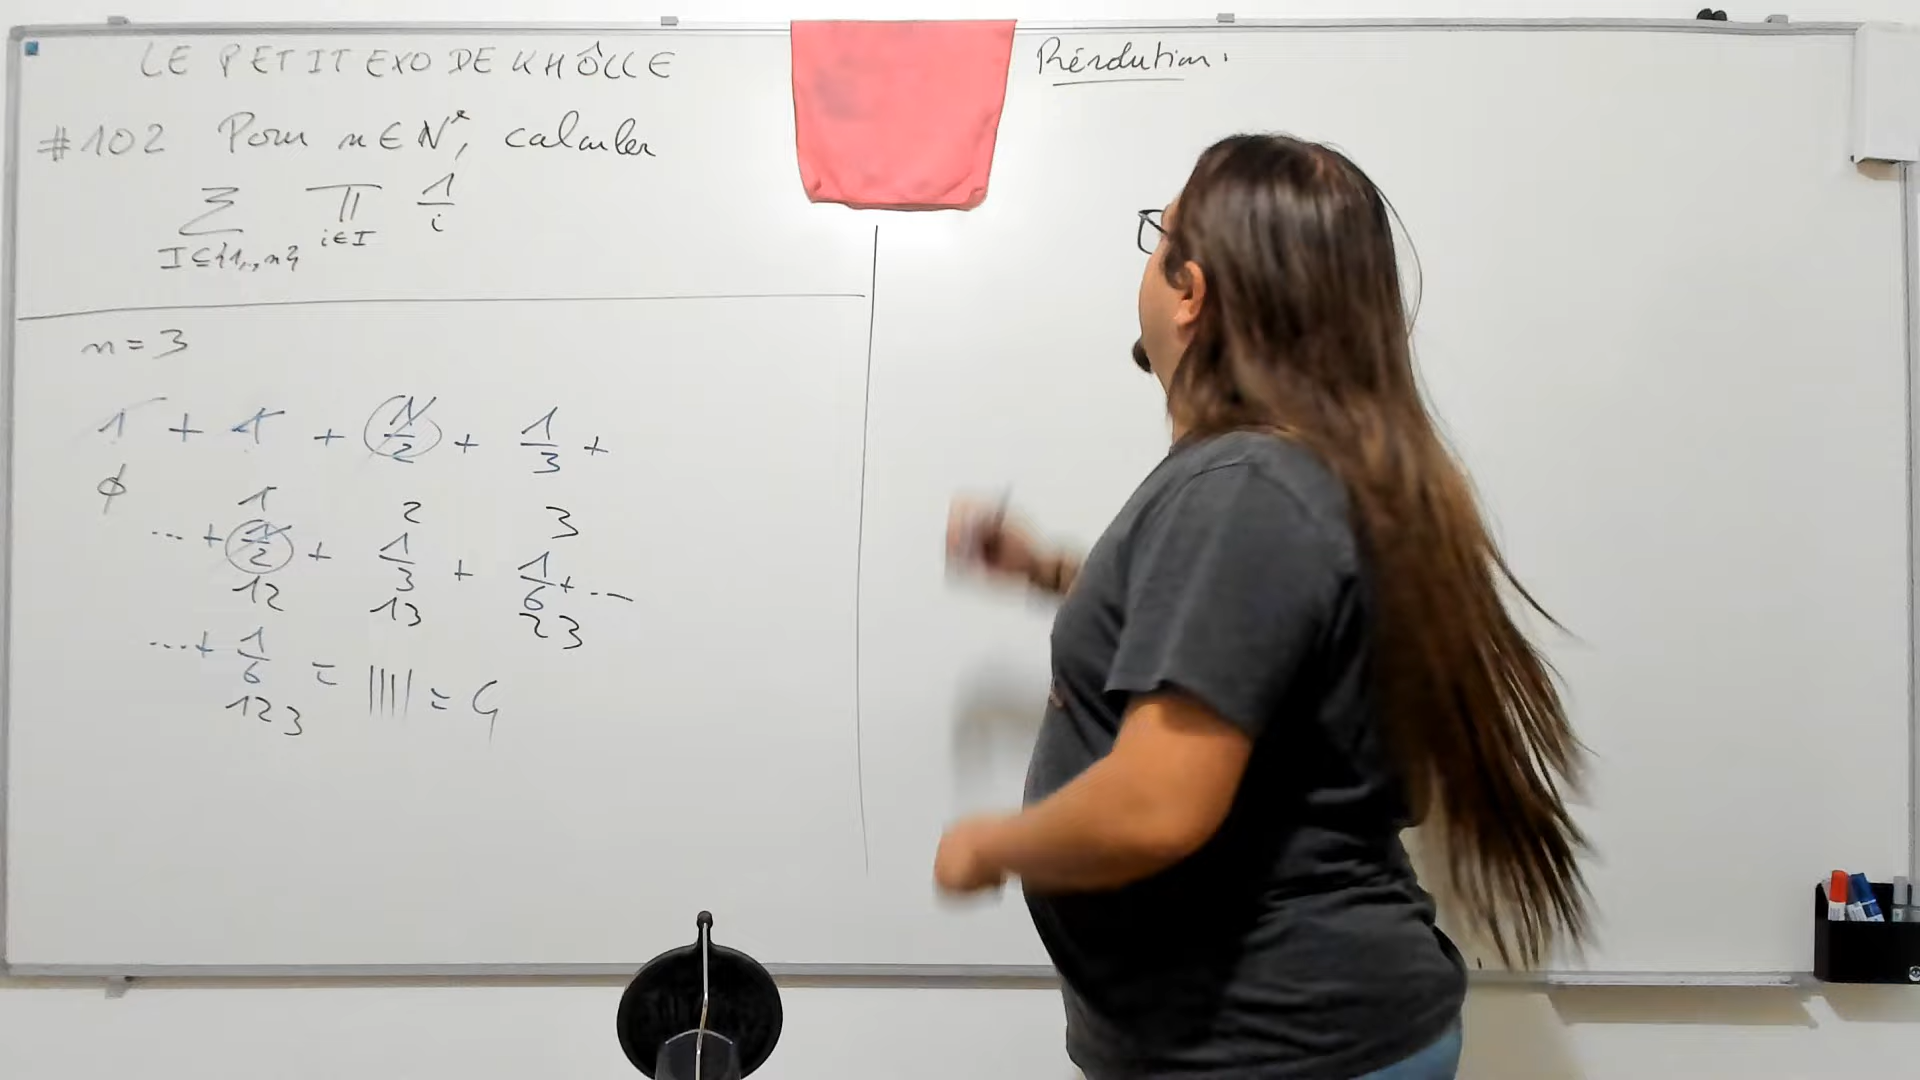 LE PETIT EXO DE KHÔLLE
#102 Pour n ∈ N*, calculer
∑ ∏ 1/i
I⊆{1,..,n} i∈I
n = 3
1 + 1 + 1/2 + 1/3 +
∅ 1 2 3
... + 1/2 + 1/3 + 1/6 + ...
12 13 23
... + 1/6 = |||| = 4
123
Résolution: